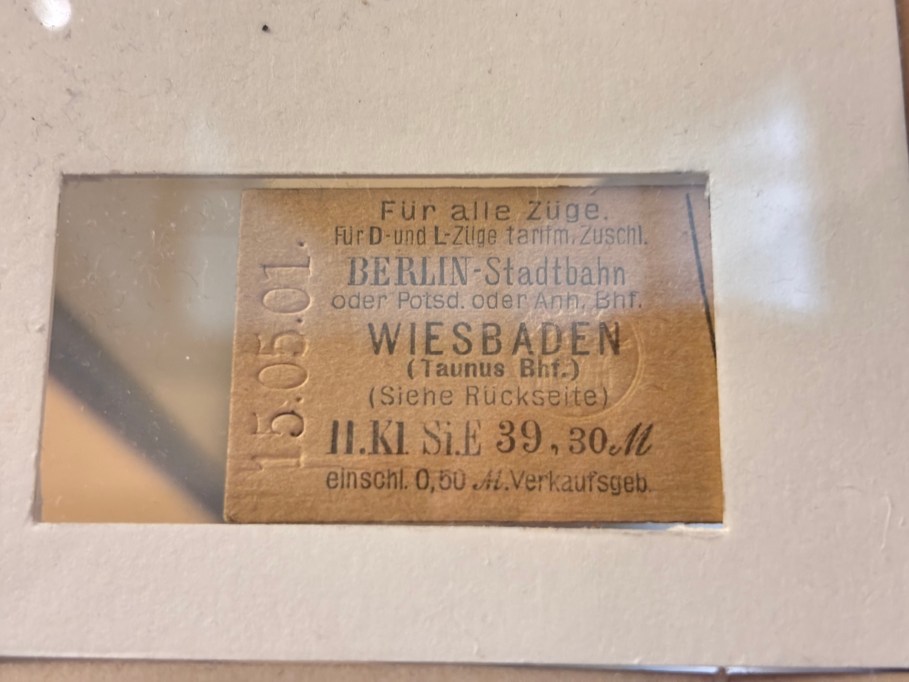 Für alle Züge.
Für D-und L-Züge tarifm. Zuschl.
BERLIN-Stadtbahn
oder Potsd. oder Anh. Bhf.
WIESBADEN
(Taunus Bhf.)
(Siehe Rückseite)
II.Kl Si.E 39,30 M
einschl. 0,50 M. Verkaufsgeb.
15.05.01.